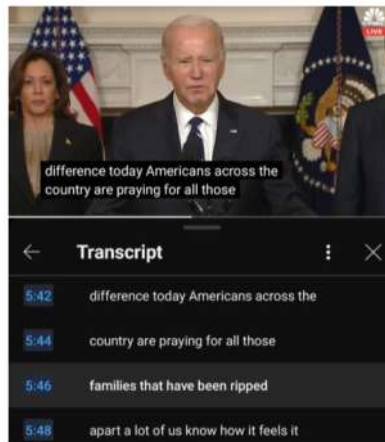 LIVE
difference today Americans across the
country are praying for all those
Transcript
5:42 difference today Americans across the
5:44 country are praying for all those
5:46 families that have been ripped
5:48 apart a lot of us know how it feels it